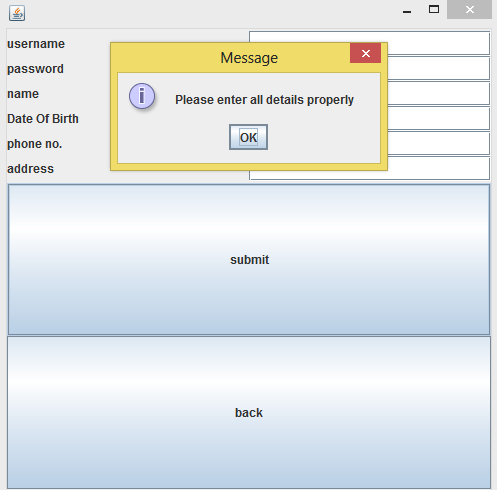 username
Message
password
Please enter all details properly
name
Date Of Birth
OK
phone no.
address
submit
back